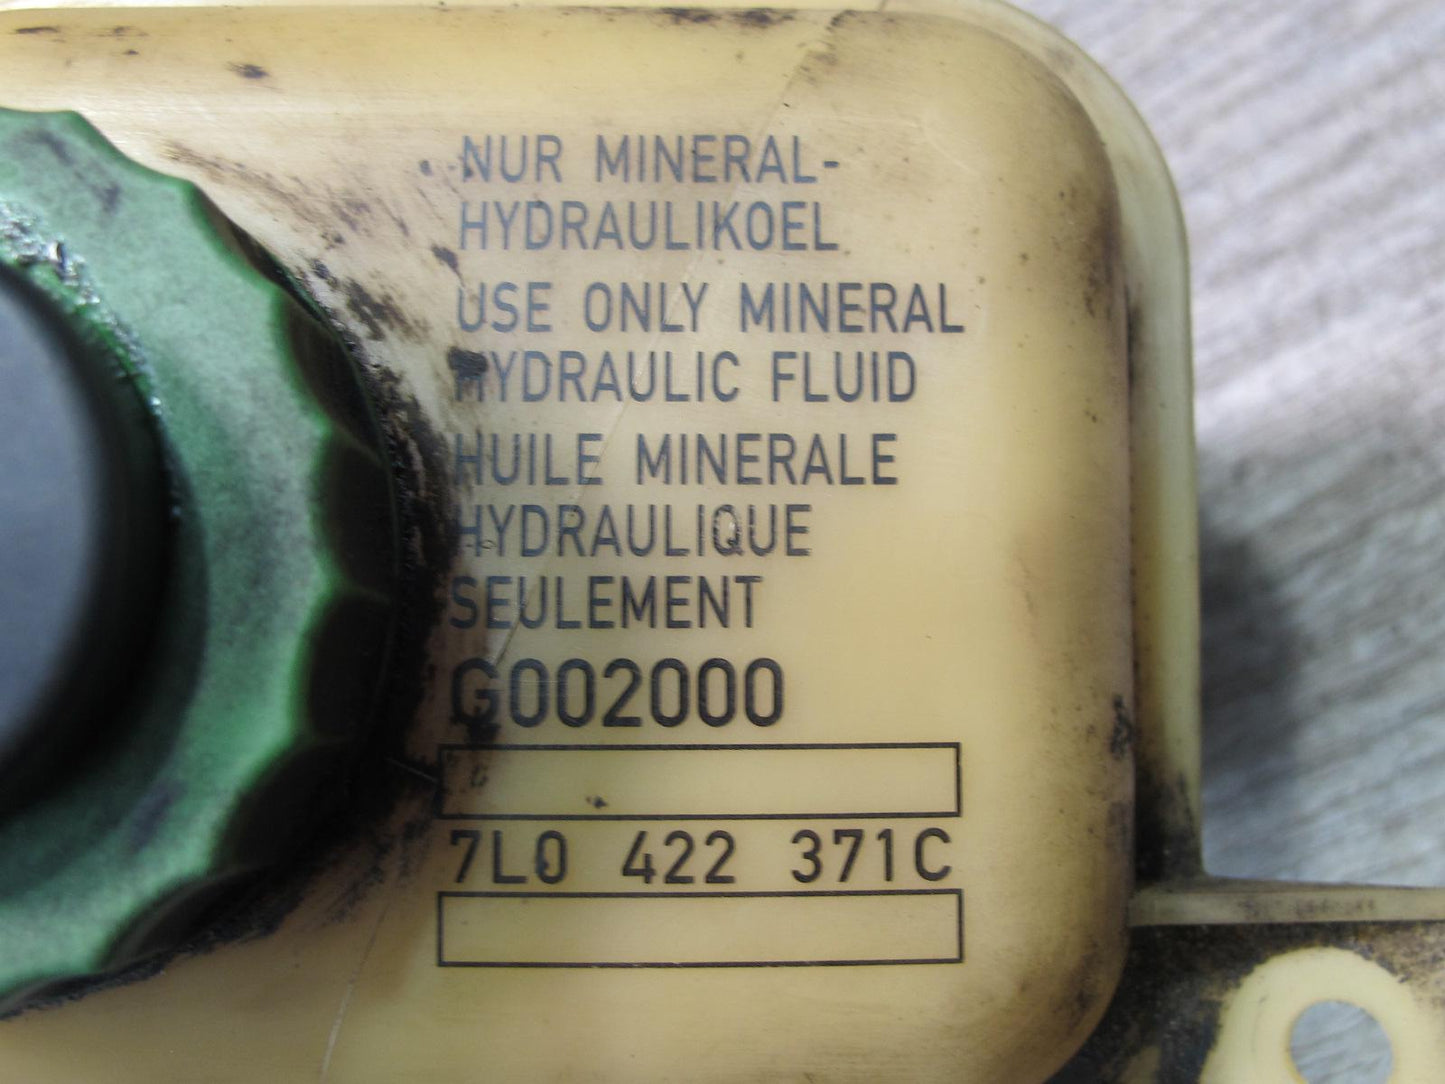 NUR MINERAL-
HYDRAULIKOEL
USE ONLY MINERAL
HYDRAULIC FLUID
HUILE MINERALE
HYDRAULIQUE
SEULEMENT
G002000
7L0 422 371C